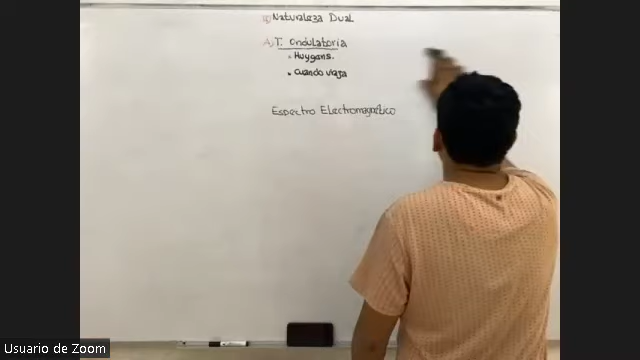 Naturaleza Dual
A) T. Ondulatoria
• Huygens.
• Cuando viaja
Espectro Electromagnético
Usuario de Zoom